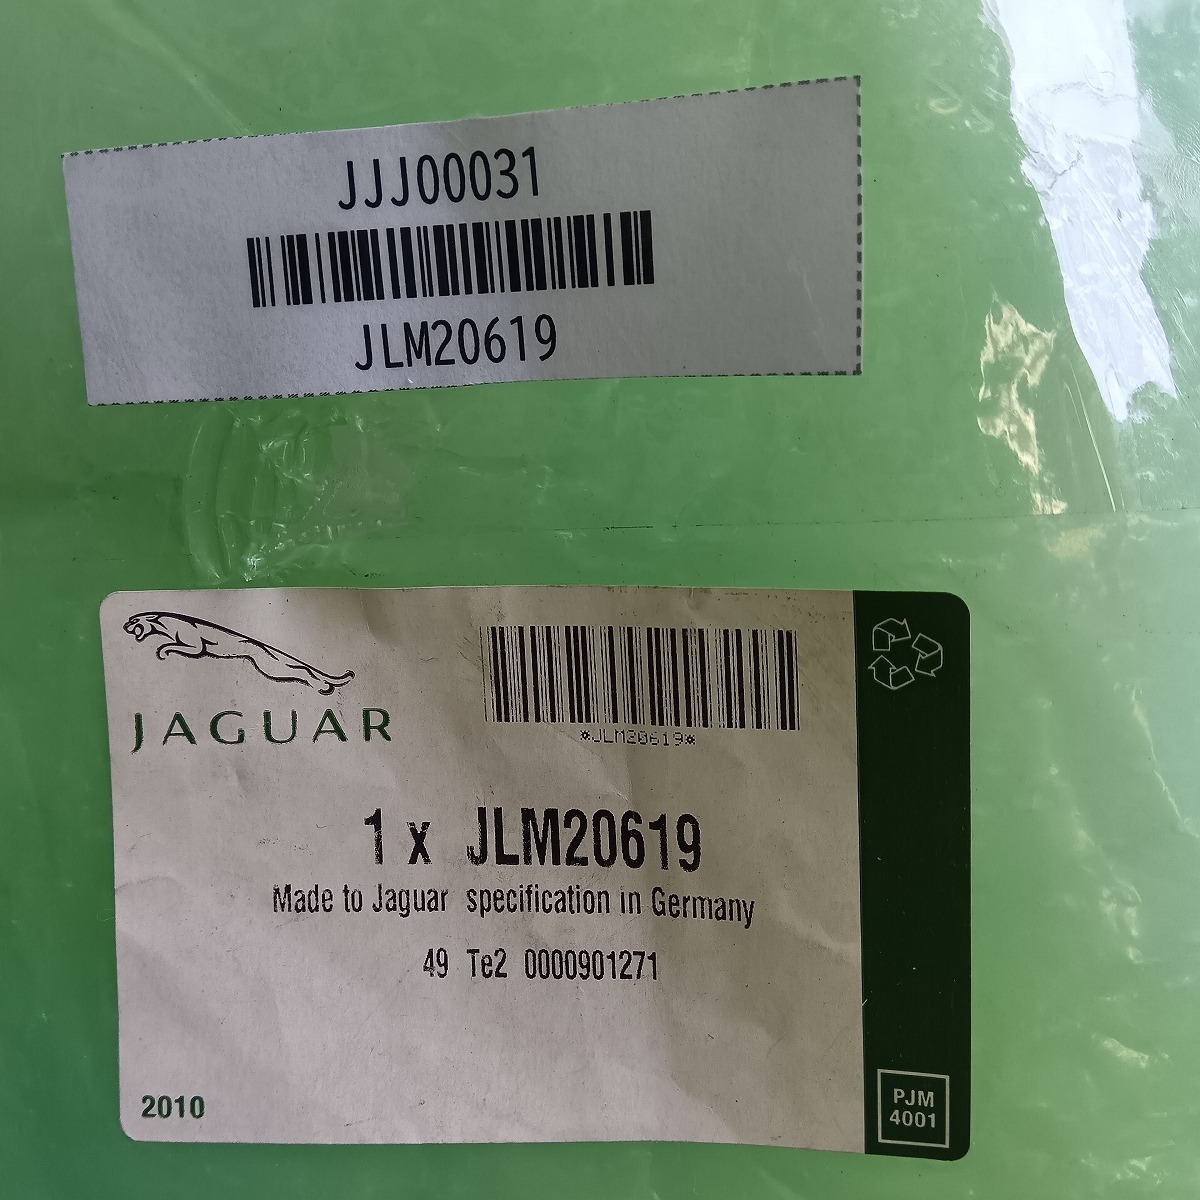 JJJ00031
JLM20619
JAGUAR
*JLM20619*
1 x JLM20619
Made to Jaguar specification in Germany
49 Te2 0000901271
2010
PJM
4001